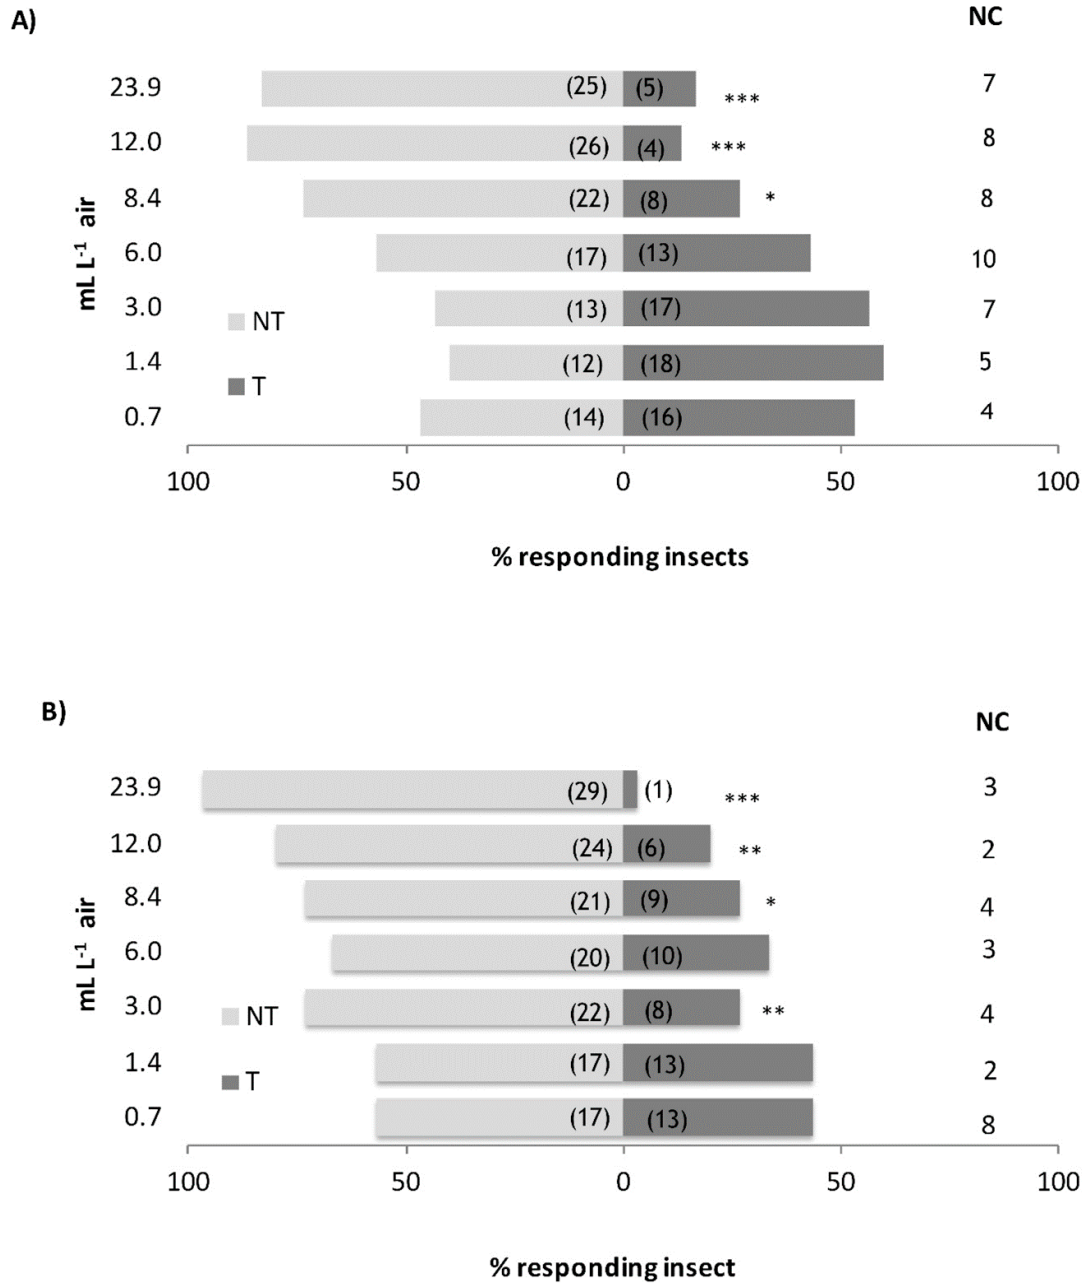 A)
NC
23.9 (25) (5) *** 7
12.0 (26) (4) *** 8
8.4 (22) (8) * 8
6.0 (17) (13) 10
3.0 (13) (17) 7
1.4 (12) (18) 5
0.7 (14) (16) 4
mL L⁻¹ air
NT
T
100 50 0 50 100
% responding insects
B)
NC
23.9 (29) (1) *** 3
12.0 (24) (6) ** 2
8.4 (21) (9) * 4
6.0 (20) (10) 3
3.0 (22) (8) ** 4
1.4 (17) (13) 2
0.7 (17) (13) 8
mL L⁻¹ air
NT
T
100 50 0 50 100
% responding insect